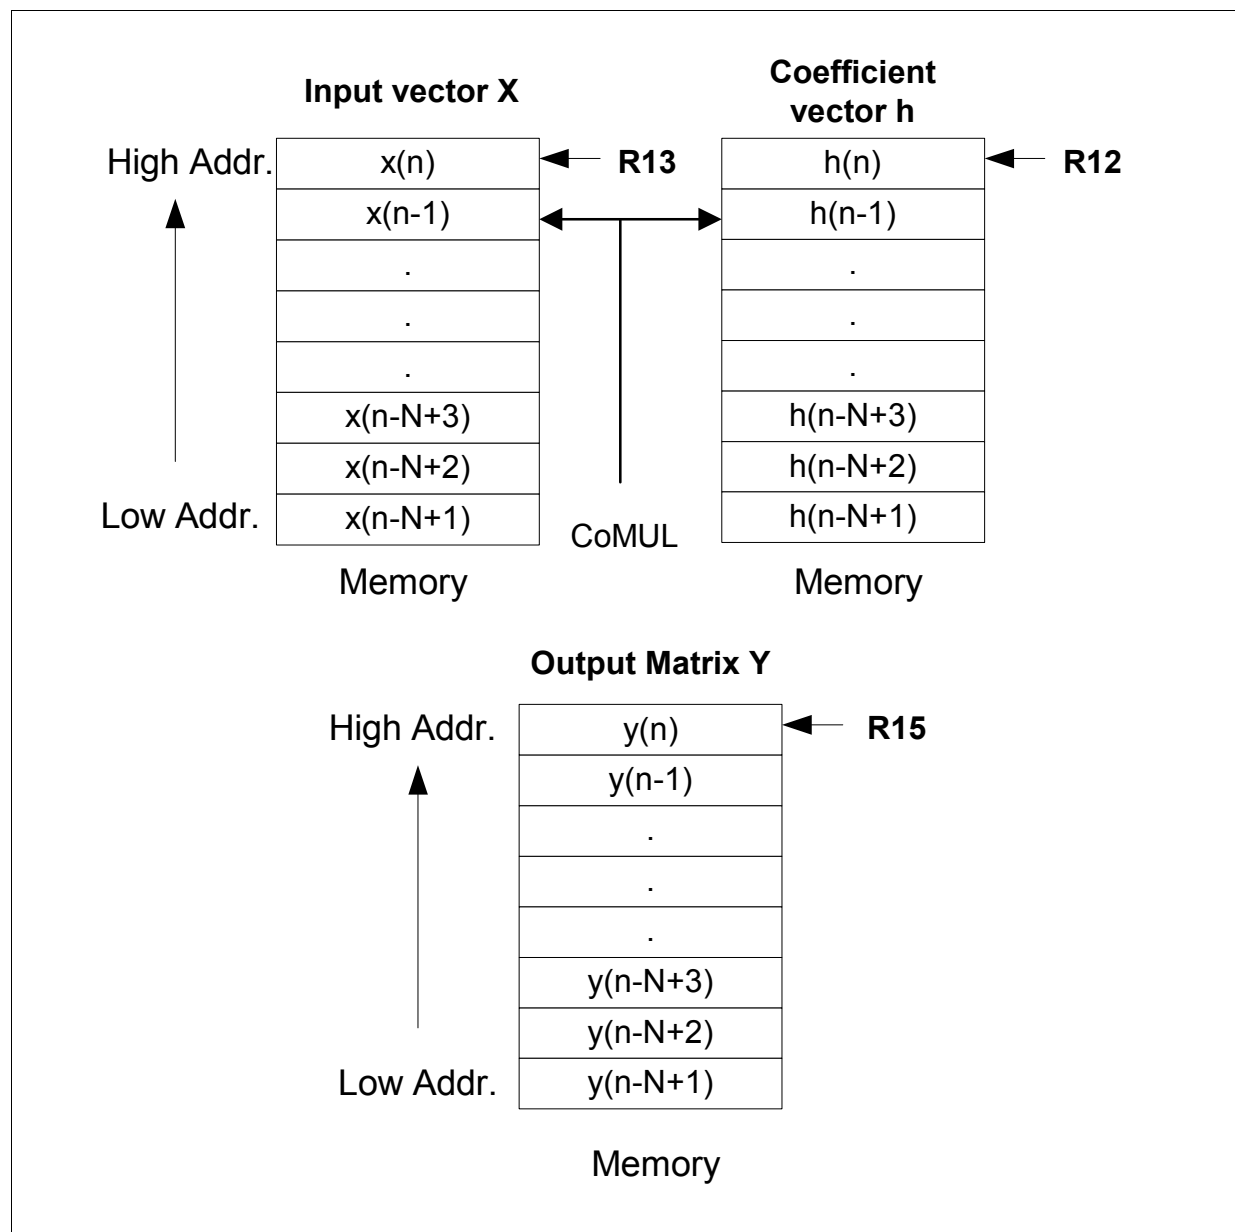 Input vector X
Coefficient
vector h
High Addr.
x(n)
R13
h(n)
R12
x(n-1)
h(n-1)
.
.
.
.
.
.
x(n-N+3)
h(n-N+3)
x(n-N+2)
h(n-N+2)
Low Addr.
x(n-N+1)
CoMUL
h(n-N+1)
Memory
Memory
Output Matrix Y
High Addr.
y(n)
R15
y(n-1)
.
.
.
y(n-N+3)
y(n-N+2)
Low Addr.
y(n-N+1)
Memory